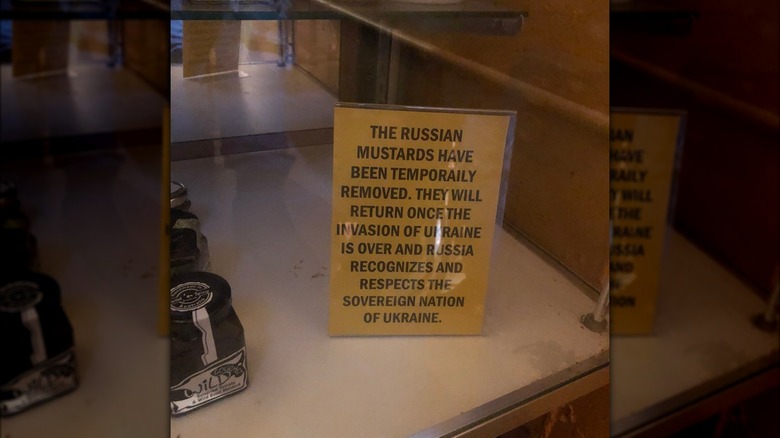 THE RUSSIAN
MUSTARDS HAVE
BEEN TEMPORAILY
REMOVED. THEY WILL
RETURN ONCE THE
INVASION OF UKRAINE
IS OVER AND RUSSIA
RECOGNIZES AND
RESPECTS THE
SOVEREIGN NATION
OF UKRAINE.
WILD